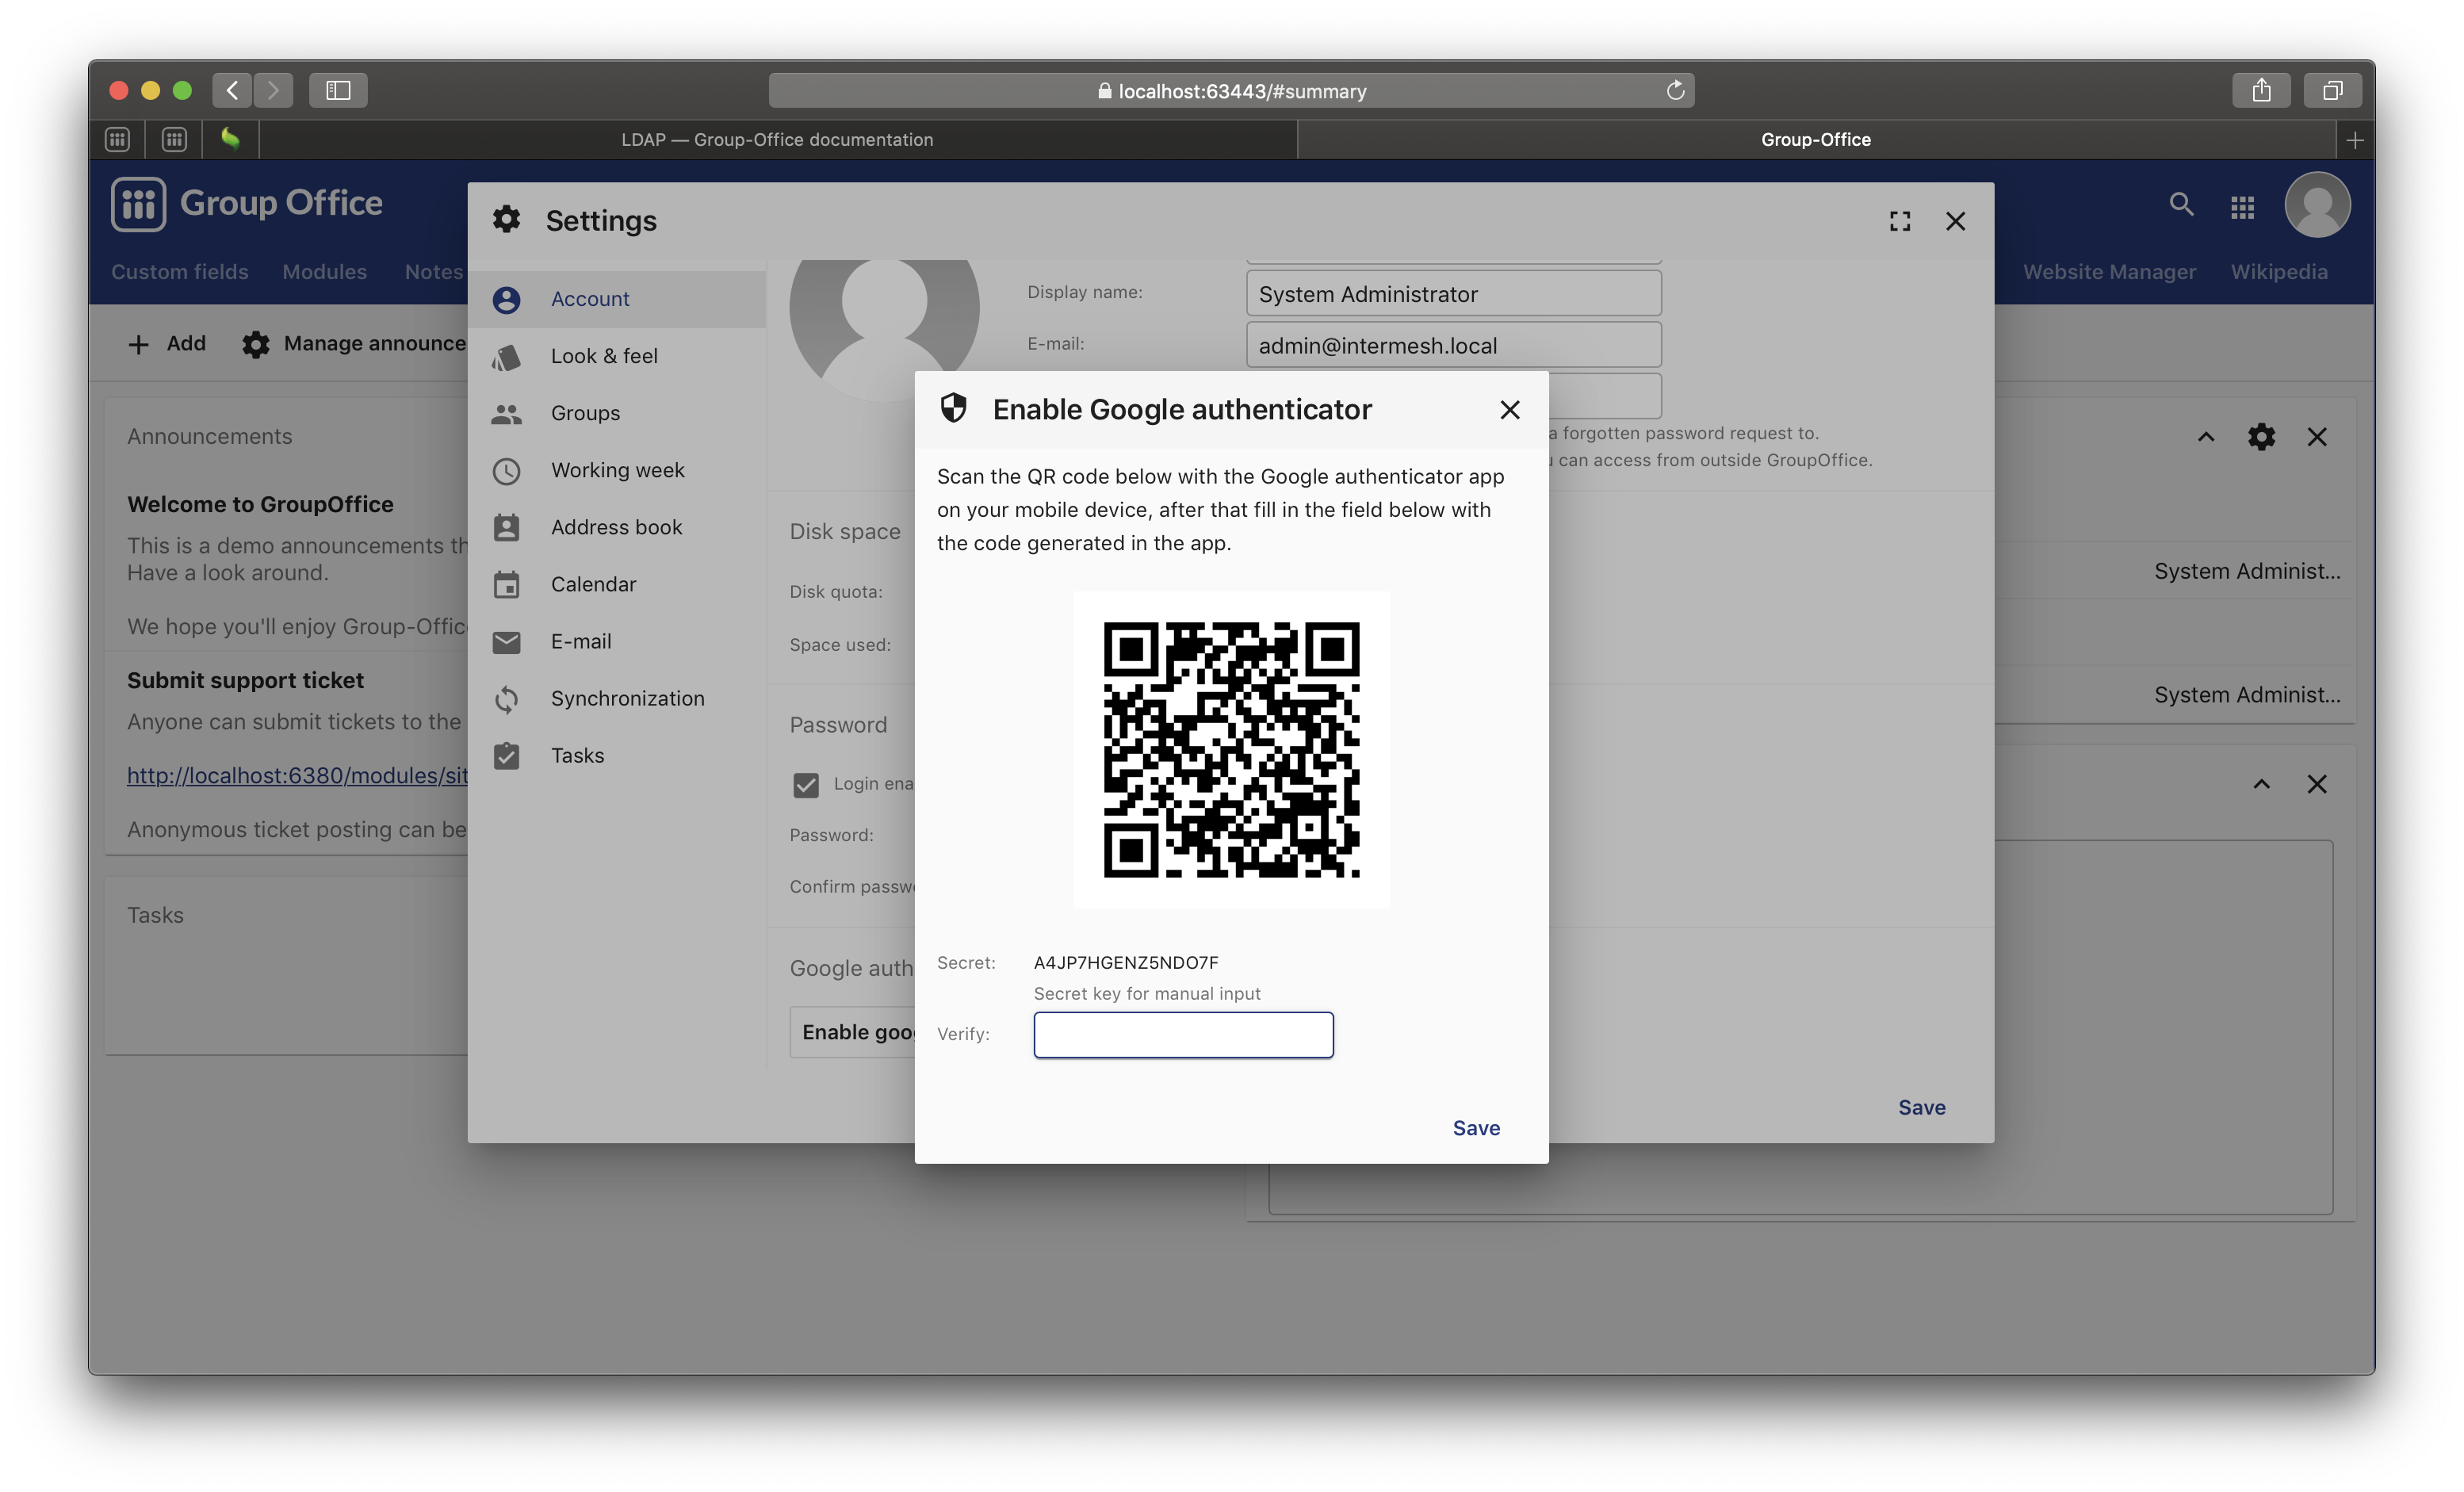 localhost:63443/#summary
LDAP — Group-Office documentation
Group-Office
Group Office
Custom fields
Modules
Notes
Website Manager
Wikipedia
Add
Manage announce
Announcements
Welcome to GroupOffice
This is a demo announcements th
Have a look around.
We hope you'll enjoy Group-Offic
Submit support ticket
Anyone can submit tickets to the
http://localhost:6380/modules/sit
Anonymous ticket posting can be
Tasks
Settings
Account
Look & feel
Groups
Working week
Address book
Calendar
E-mail
Synchronization
Tasks
Display name:
System Administrator
E-mail:
admin@intermesh.local
a forgotten password request to.
can access from outside GroupOffice.
Disk space
Disk quota:
Space used:
Password
Login ena
Password:
Confirm passw
Google auth
Enable goo
Save
Enable Google authenticator
Scan the QR code below with the Google authenticator app
on your mobile device, after that fill in the field below with
the code generated in the app.
Secret:
A4JP7HGENZ5NDO7F
Secret key for manual input
Verify:
Save
System Administ...
System Administ...